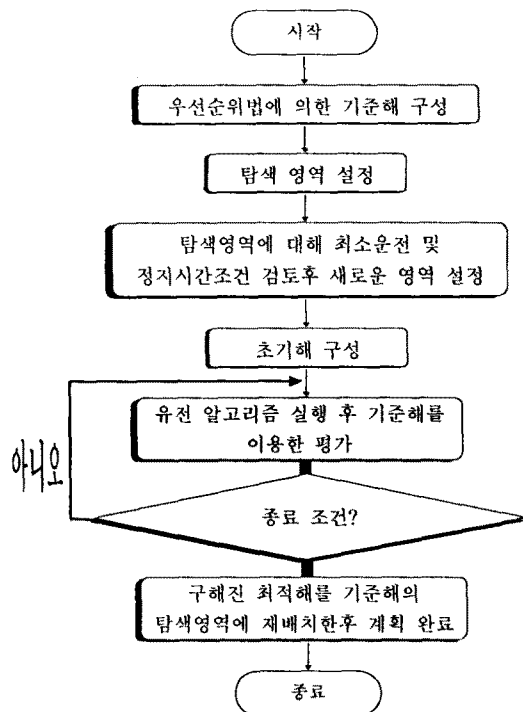 시작
우선순위법에 의한 기준해 구성
탐색 영역 설정
탐색영역에 대해 최소운전 및
정지시간조건 검토후 새로운 영역 설정
초기해 구성
유전 알고리즘 실행 후 기준해를
이용한 평가
아니오
종료 조건?
구해진 최적해를 기준해의
탐색영역에 재배치한후 계획 완료
종료